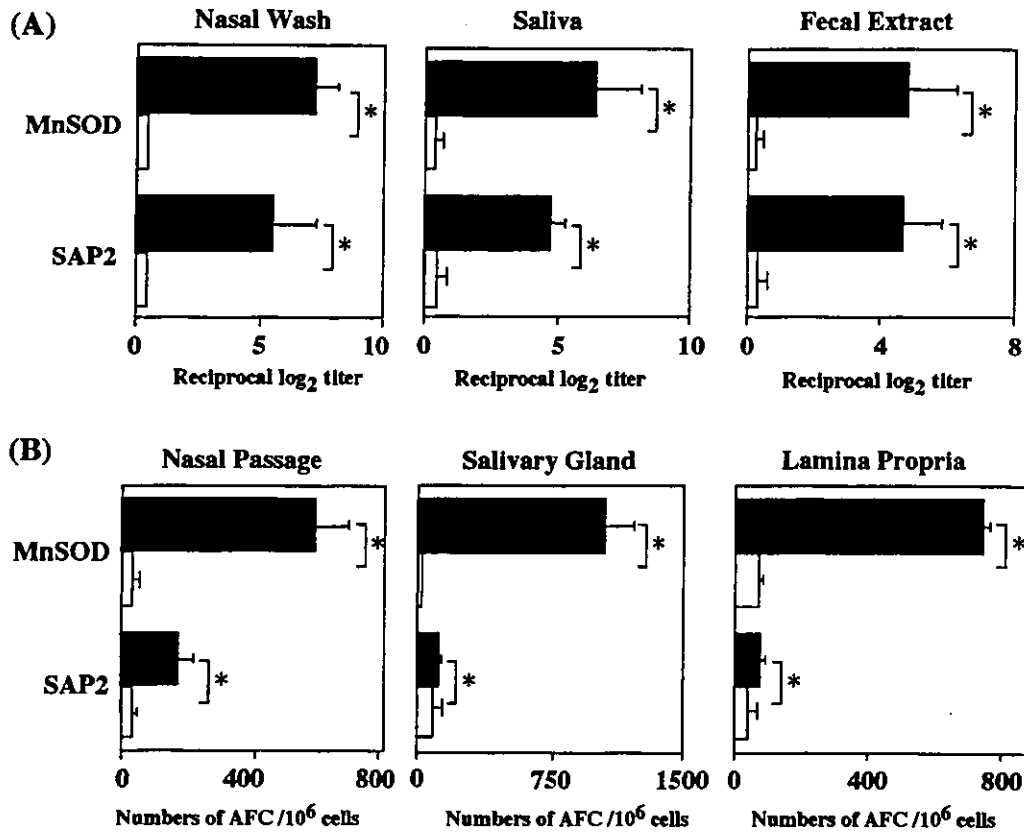 (A)
Nasal Wash
Saliva
Fecal Extract
MnSOD
*
*
*
SAP2
*
*
*
0 5 10
0 5 10
0 4 8
Reciprocal log2 titer
Reciprocal log2 titer
Reciprocal log2 titer
(B)
Nasal Passage
Salivary Gland
Lamina Propria
MnSOD
*
*
*
SAP2
*
*
*
0 400 800
0 750 1500
0 400 800
Numbers of AFC/10^6 cells
Numbers of AFC/10^6 cells
Numbers of AFC/10^6 cells